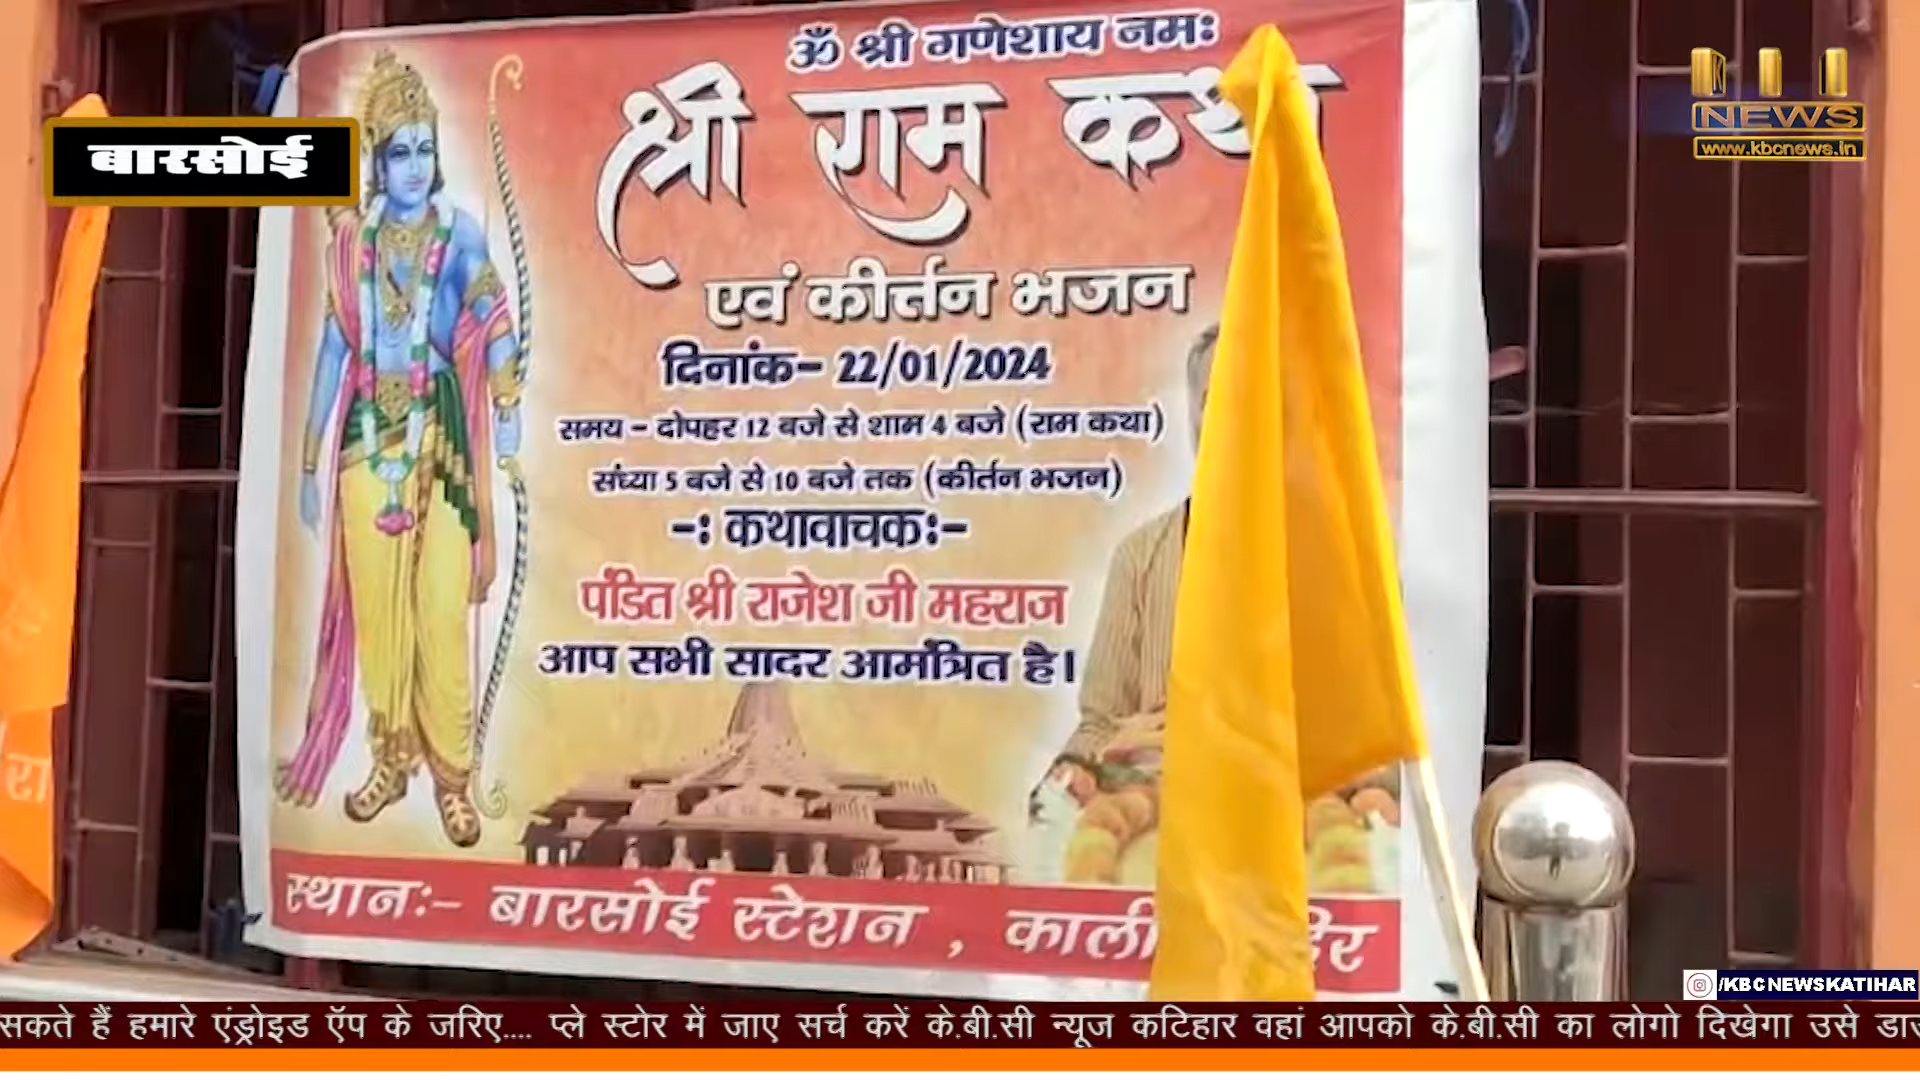 ॐ श्री गणेशाय नमः
श्री राम
बारसोई
NEWS
www.kbcnews.in
एवं कीर्त्तन भजन
दिनांक- 22/01/2024
समय - दोपहर 12 बजे से शाम 4 बजे (राम कथा)
संध्या 5 बजे से 10 बजे तक (कीर्तन भजन)
-: कथावाचक:-
पंडित श्री राजेश जी महराज
आप सभी सादर आमंत्रित है।
स्थान:- बारसोई स्टेशन , काली
/KBCNEWSKATIHAR
सकते हैं हमारे एंड्रोइड ऍप के जरिए.... प्ले स्टोर में जाए सर्च करें के.बी.सी न्यूज कटिहार वहां आपको के.बी.सी का लोगो दिखेगा उसे